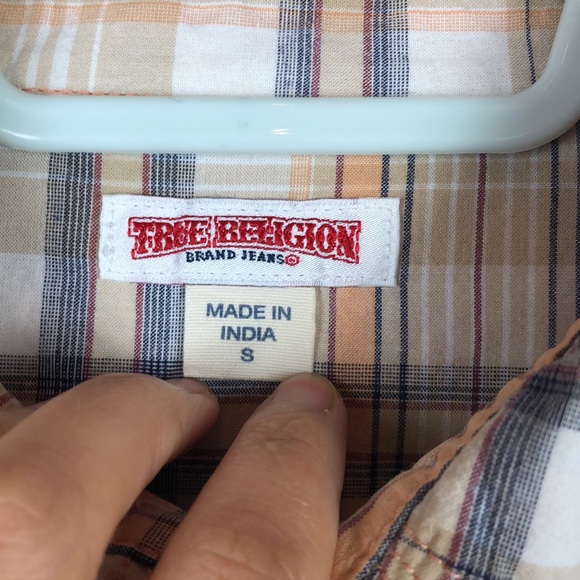 TRUE RELIGION
BRAND JEANS®
MADE IN
INDIA
S